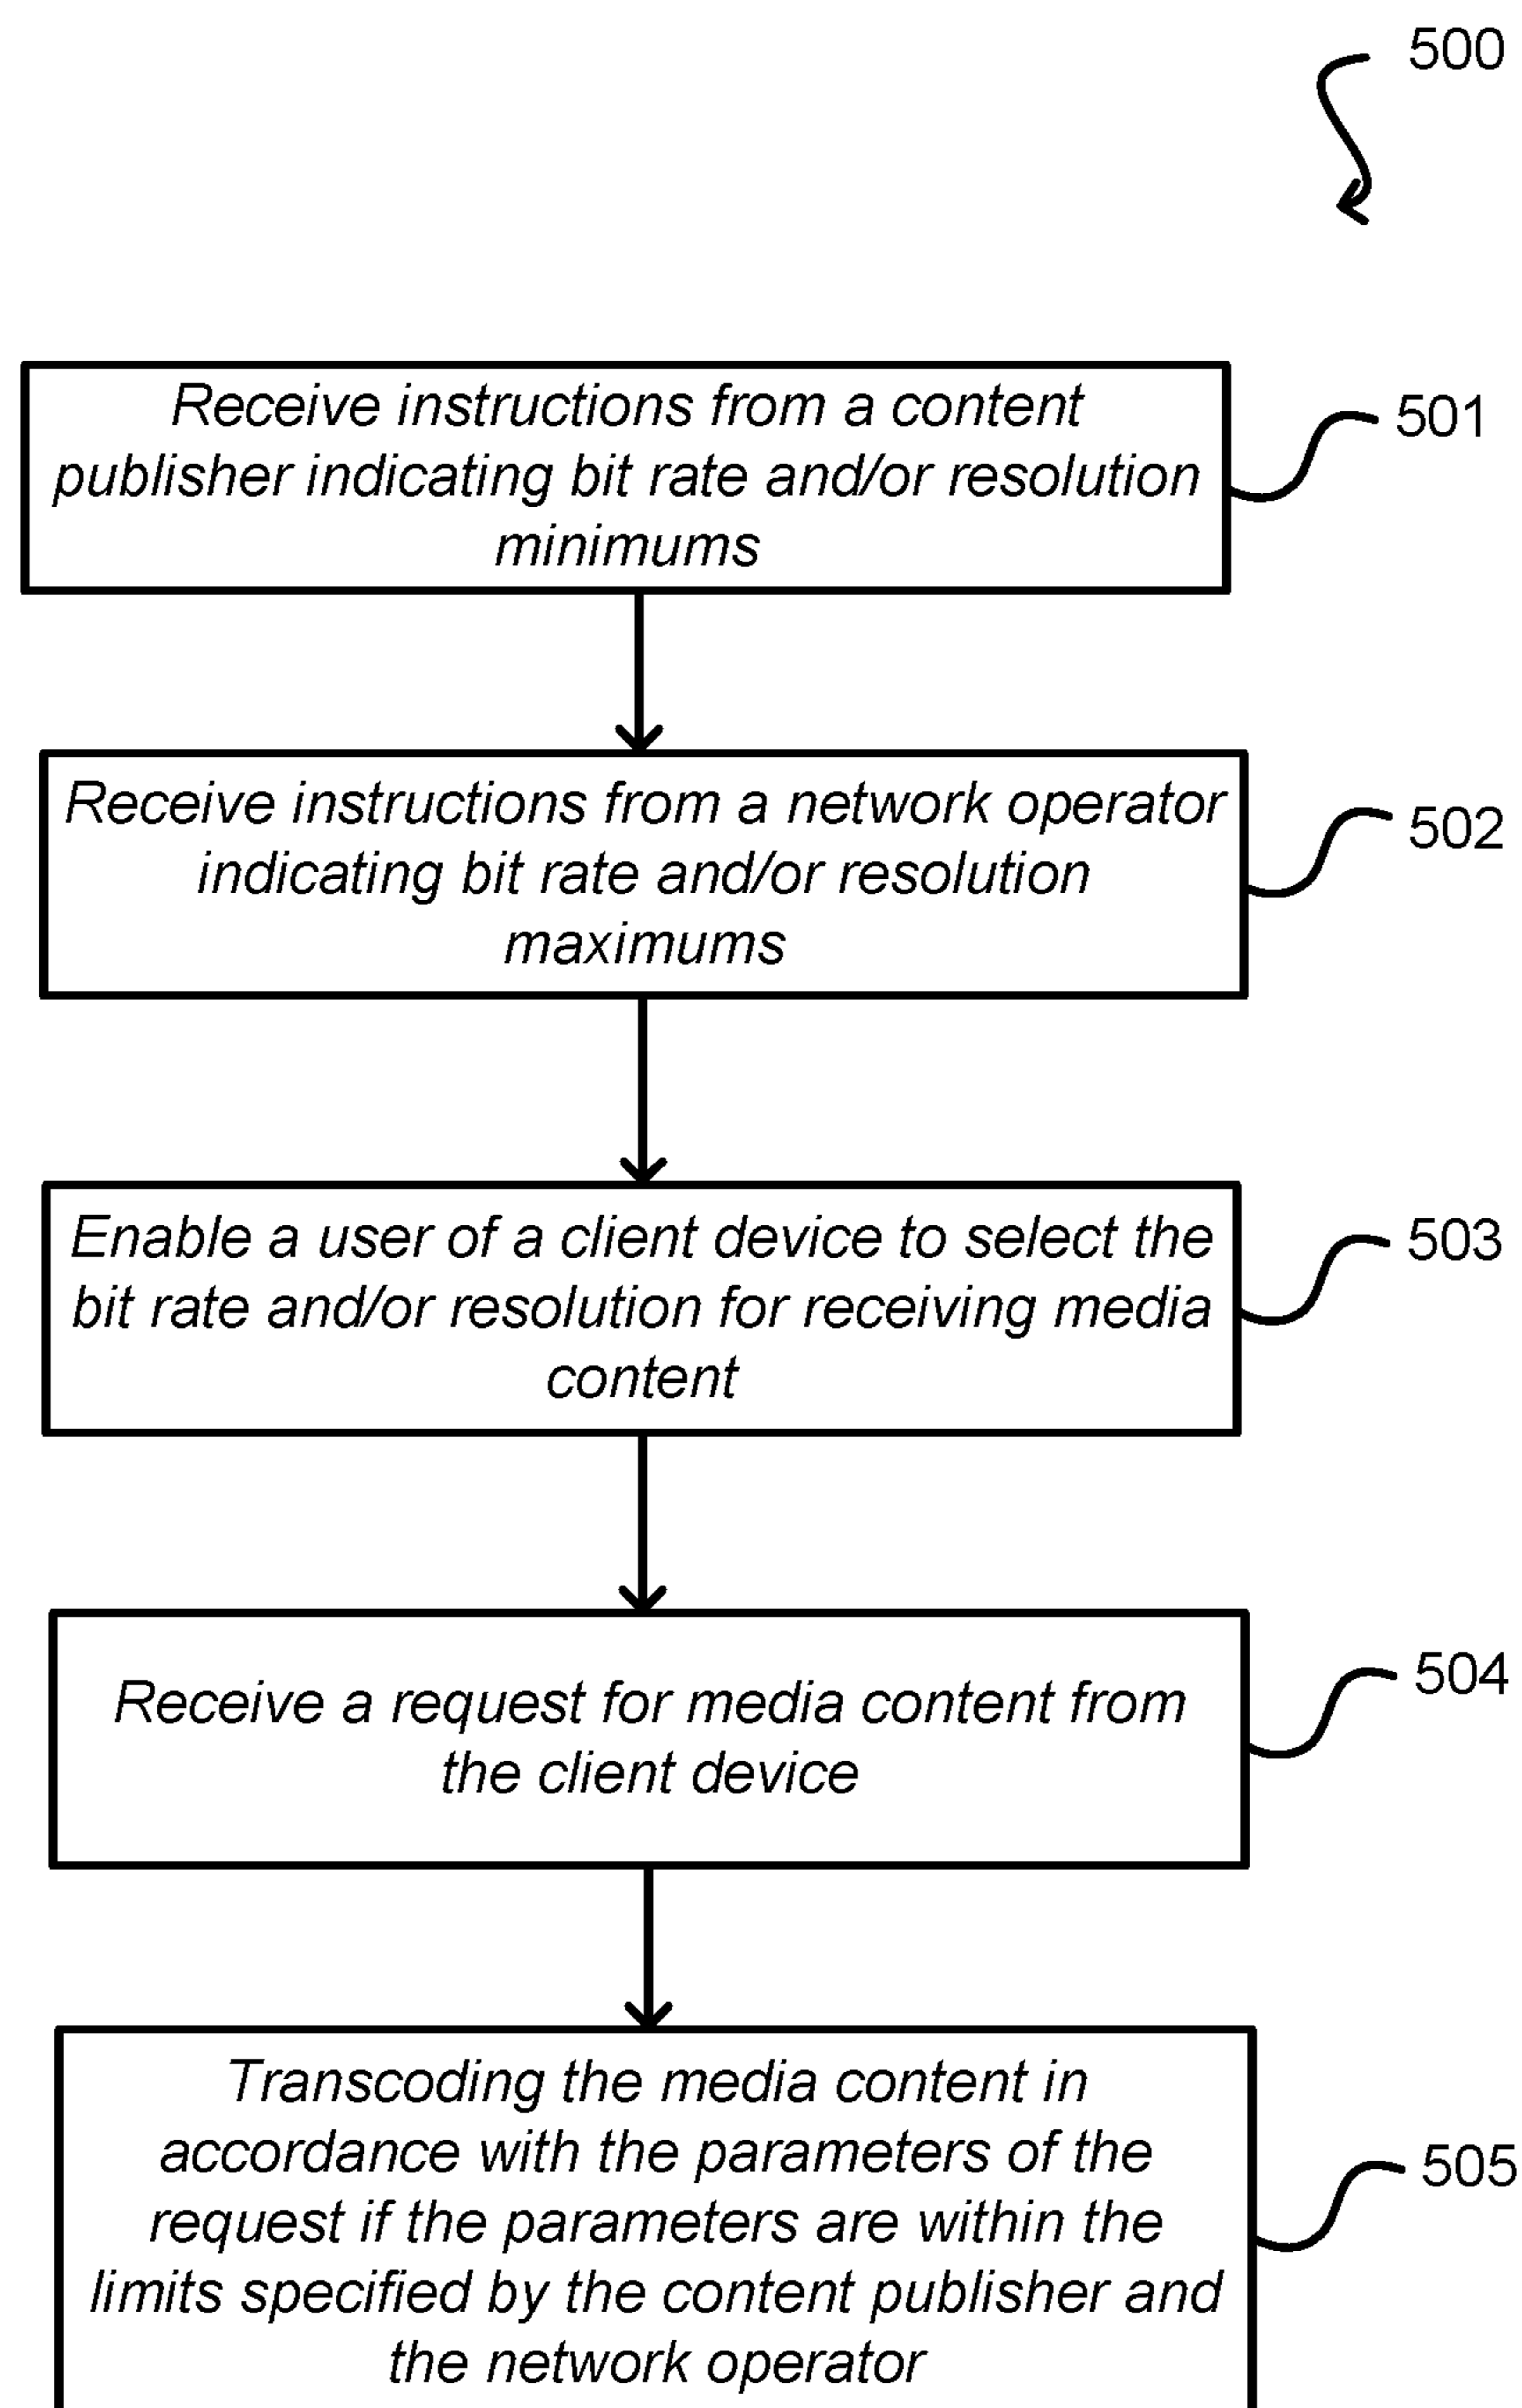 500
Receive instructions from a content
publisher indicating bit rate and/or resolution
minimums
501
Receive instructions from a network operator
indicating bit rate and/or resolution
maximums
502
Enable a user of a client device to select the
bit rate and/or resolution for receiving media
content
503
Receive a request for media content from
the client device
504
Transcoding the media content in
accordance with the parameters of the
request if the parameters are within the
limits specified by the content publisher and
the network operator
505